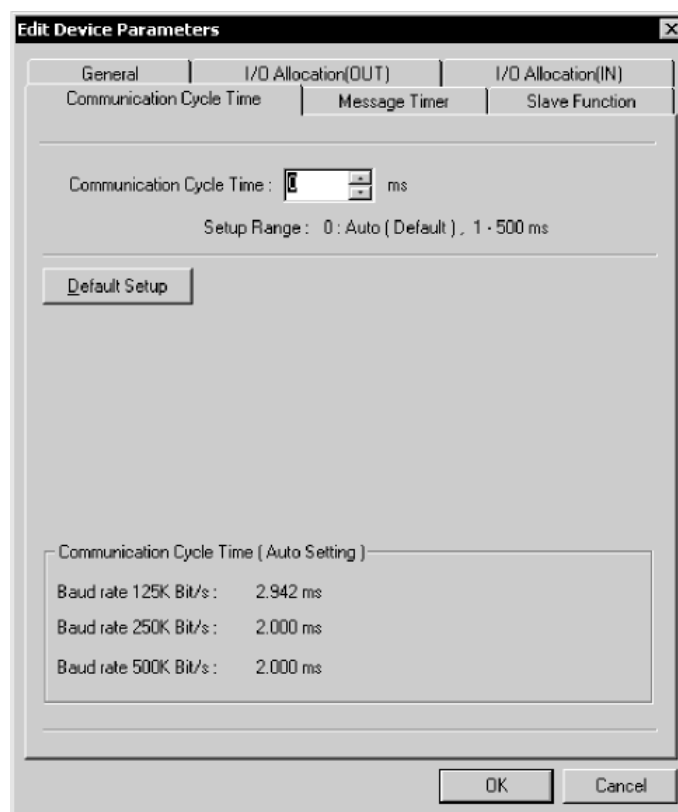 Edit Device Parameters
General I/O Allocation(OUT) I/O Allocation(IN)
Communication Cycle Time Message Timer Slave Function
Communication Cycle Time : 0 ms
Setup Range : 0 : Auto ( Default ) , 1 - 500 ms
Default Setup
Communication Cycle Time ( Auto Setting )
Baud rate 125K Bit/s : 2.942 ms
Baud rate 250K Bit/s : 2.000 ms
Baud rate 500K Bit/s : 2.000 ms
OK Cancel